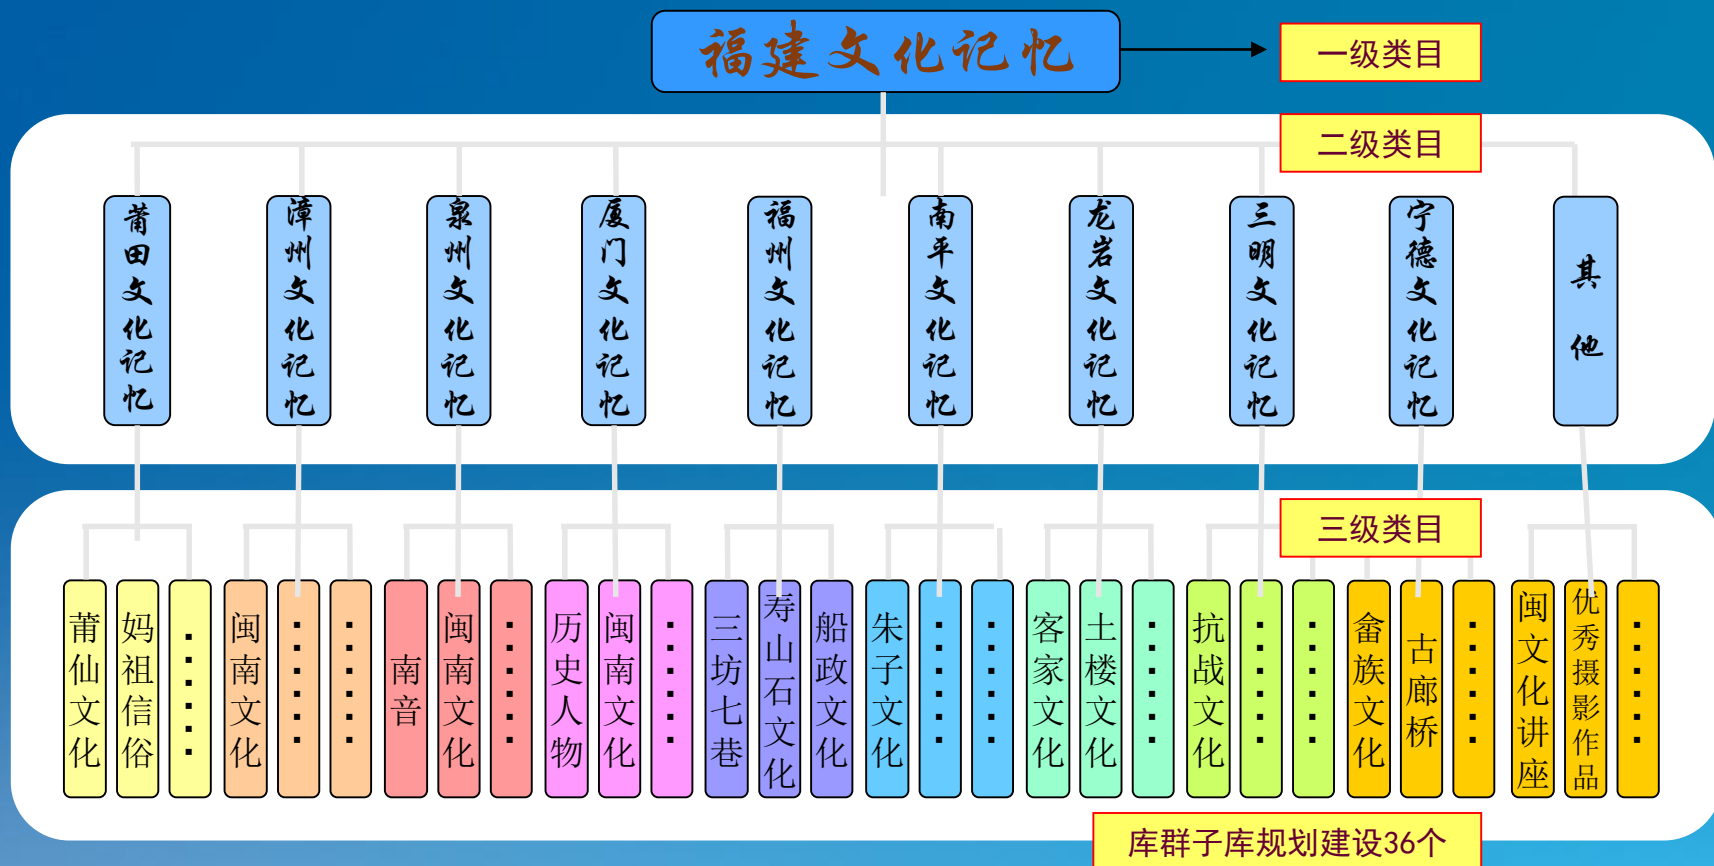 福建文化记忆
一级类目
二级类目
莆田文化记忆
漳州文化记忆
泉州文化记忆
厦门文化记忆
福州文化记忆
南平文化记忆
龙岩文化记忆
三明文化记忆
宁德文化记忆
其他
三级类目
莆仙文化
妈祖信俗
……
闽南文化
……
……
南音
闽南文化
……
历史人物
闽南文化
……
三坊七巷
寿山石文化
船政文化
朱子文化
……
……
客家文化
土楼文化
……
抗战文化
……
……
畲族文化
古廊桥
……
闽文化讲座
优秀摄影作品
……
库群子库规划建设36个